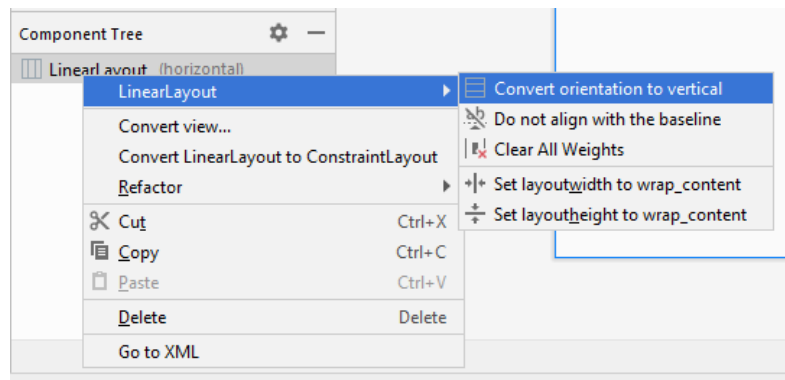 Component Tree
LinearLayout (horizontal)
LinearLayout
Convert view...
Convert LinearLayout to ConstraintLayout
Refactor
Cut Ctrl+X
Copy Ctrl+C
Paste Ctrl+V
Delete Delete
Go to XML
Convert orientation to vertical
Do not align with the baseline
Clear All Weights
Set layoutwidth to wrap_content
Set layoutheight to wrap_content